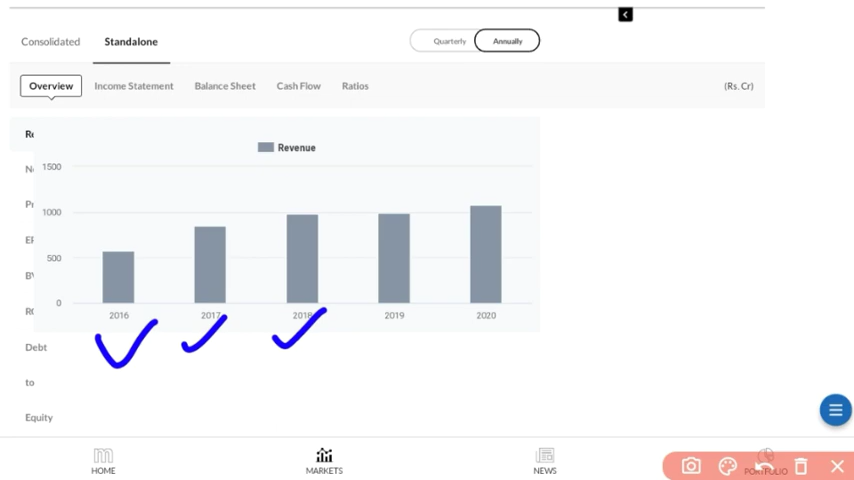 Consolidated Standalone Quarterly Annually
Overview Income Statement Balance Sheet Cash Flow Ratios (Rs. Cr)
Revenue
1500
1000
500
0
2016 2017 2018 2019 2020
Debt
to
Equity
HOME MARKETS NEWS PORTFOLIO